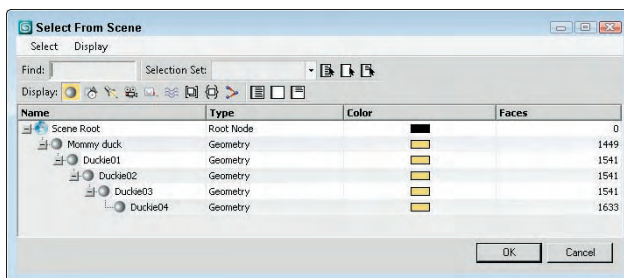 Select From Scene
Select Display
Find: Selection Set:
Display:
Name Type Color Faces
Scene Root Root Node 0
Mommy duck Geometry 1449
Duckie01 Geometry 1541
Duckie02 Geometry 1541
Duckie03 Geometry 1541
Duckie04 Geometry 1633
OK Cancel